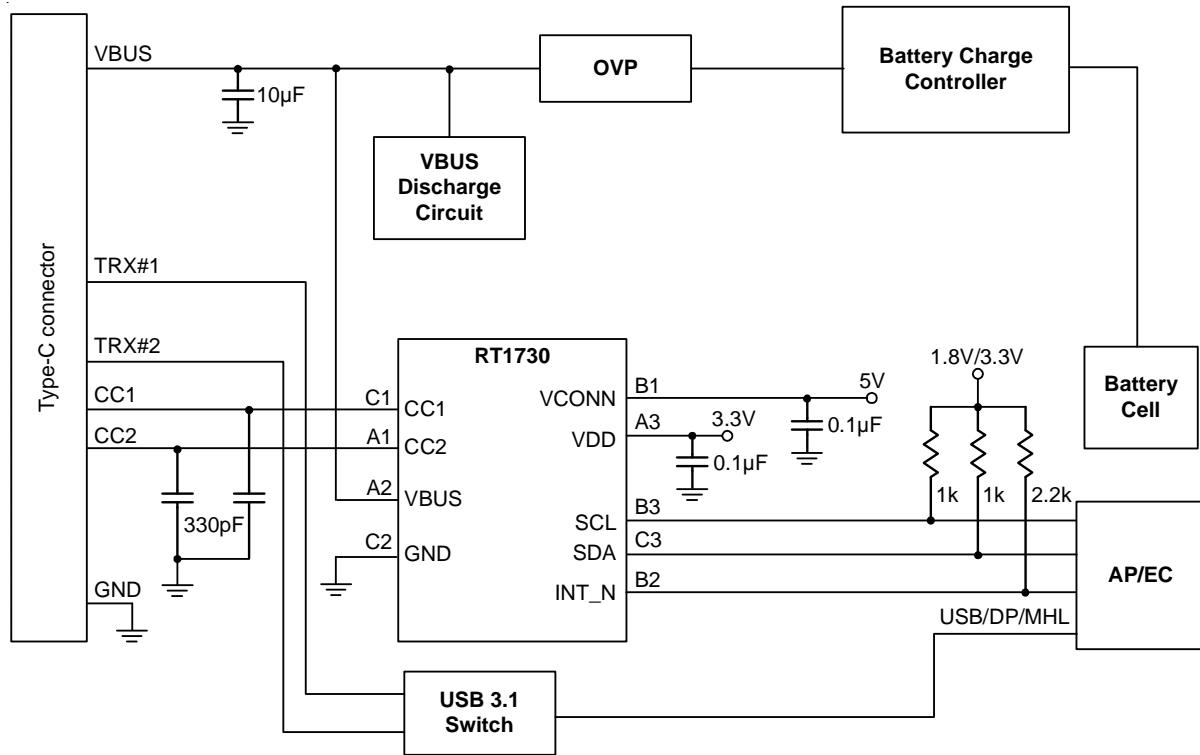 VBUS
10µF
OVP
Battery Charge
Controller
VBUS
Discharge
Circuit
Type-C connector
TRX#1
TRX#2
CC1
CC2
330pF
GND
RT1730
C1
CC1
A1
CC2
A2
VBUS
C2
GND
VCONN
B1
5V
0.1µF
VDD
A3
3.3V
0.1µF
SCL
B3
SDA
C3
INT_N
B2
1.8V/3.3V
1k
1k
2.2k
Battery
Cell
AP/EC
USB/DP/MHL
USB 3.1
Switch